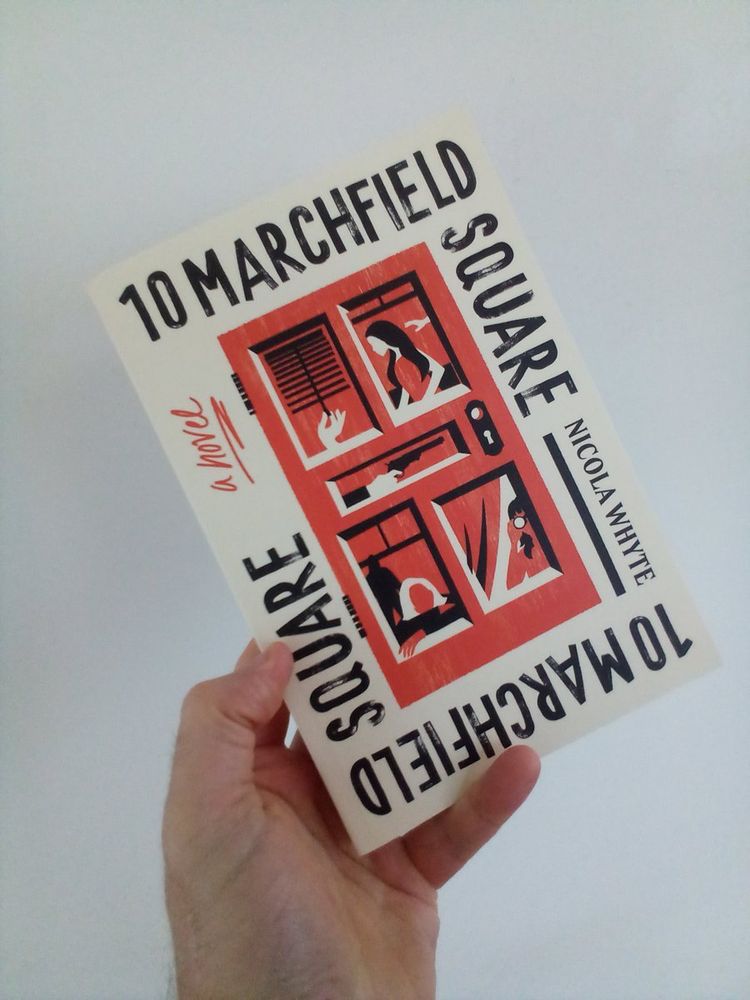 10 MARCHFIELD
SQUARE
a novel
NICOLA WHYTE
SQUARE
10 MARCHFIELD